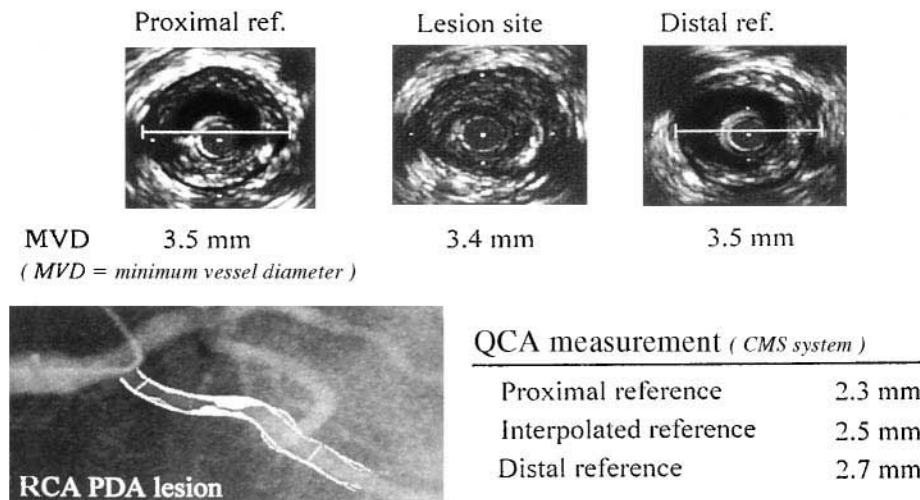 Proximal ref. Lesion site Distal ref.
MVD 3.5 mm 3.4 mm 3.5 mm
( MVD = minimum vessel diameter )
RCA PDA lesion
QCA measurement ( CMS system )
Proximal reference 2.3 mm
Interpolated reference 2.5 mm
Distal reference 2.7 mm